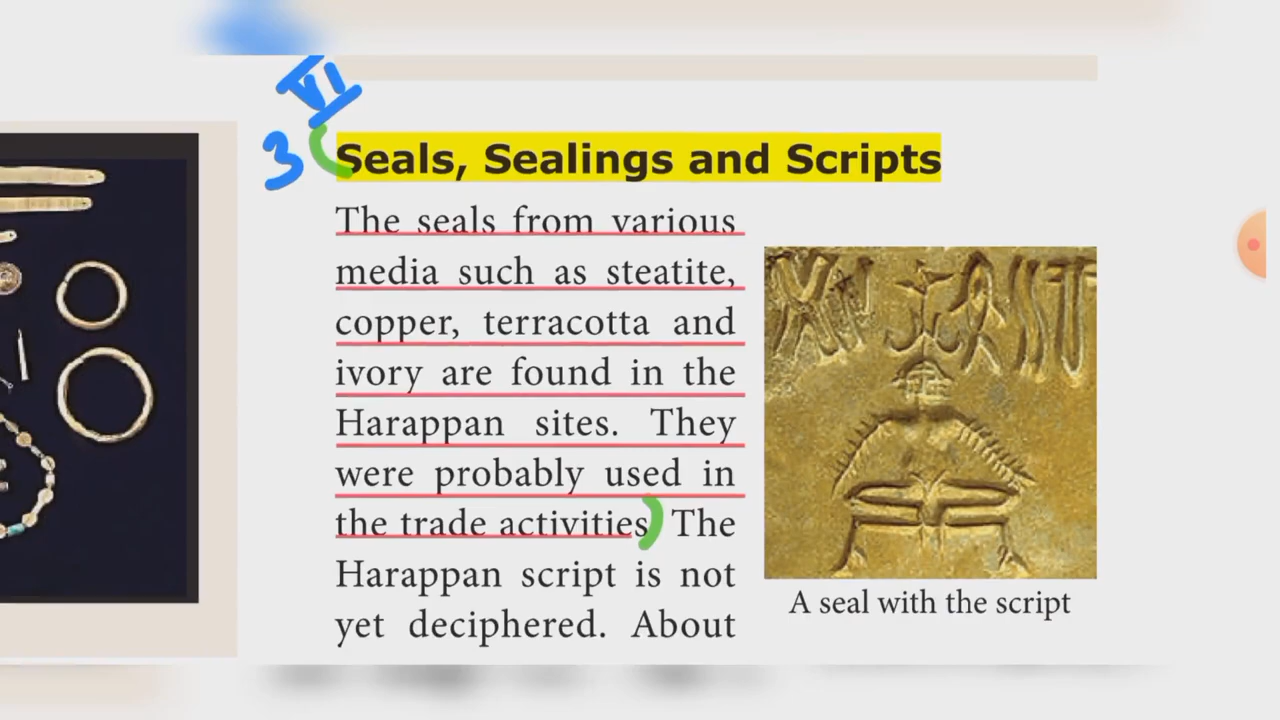 VI
3
Seals, Sealings and Scripts
The seals from various
media such as steatite,
copper, terracotta and
ivory are found in the
Harappan sites. They
were probably used in
the trade activities. The
Harappan script is not
yet deciphered. About
A seal with the script